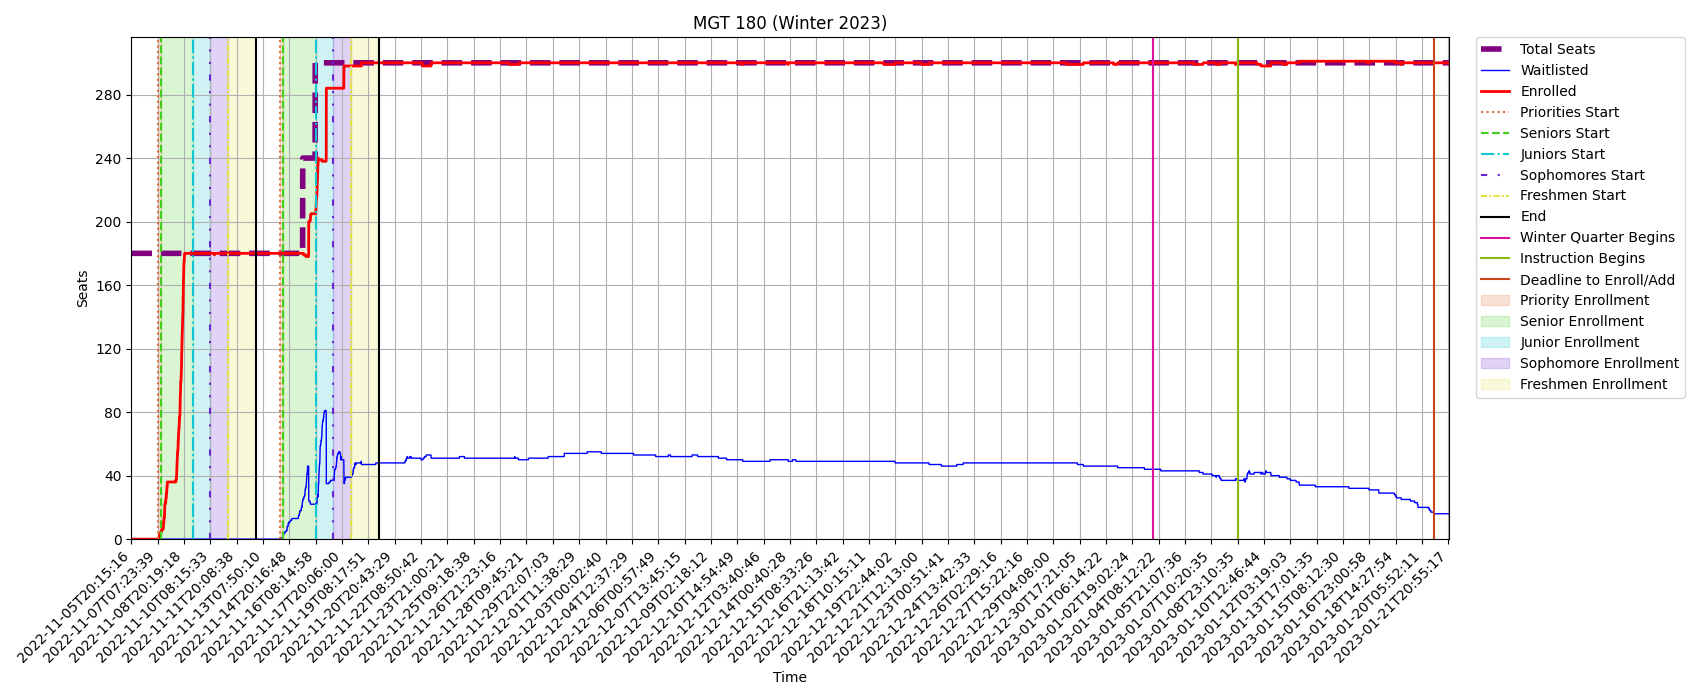 MGT 180 (Winter 2023)
Seats
280
240
200
160
120
80
40
0
2022-11-05T20:15:16
2022-11-07T07:23:39
2022-11-08T20:19:18
2022-11-10T08:15:33
2022-11-11T20:08:38
2022-11-13T07:50:10
2022-11-14T20:16:48
2022-11-16T08:14:58
2022-11-17T20:06:00
2022-11-19T08:17:51
2022-11-20T20:43:29
2022-11-22T08:50:42
2022-11-23T21:00:21
2022-11-25T09:18:38
2022-11-26T21:23:16
2022-11-28T09:45:21
2022-11-29T22:07:03
2022-12-01T11:38:29
2022-12-03T00:02:40
2022-12-04T12:37:29
2022-12-06T00:57:49
2022-12-07T13:45:15
2022-12-09T02:18:12
2022-12-10T14:54:49
2022-12-12T03:40:46
2022-12-14T00:40:28
2022-12-15T08:33:26
2022-12-16T21:13:42
2022-12-18T10:15:11
2022-12-19T22:44:02
2022-12-21T12:13:00
2022-12-23T00:51:41
2022-12-24T13:42:33
2022-12-26T02:29:16
2022-12-27T15:22:16
2022-12-29T04:08:00
2022-12-30T17:21:05
2023-01-01T06:14:22
2023-01-02T19:02:24
2023-01-04T08:12:22
2023-01-05T21:07:36
2023-01-07T10:20:35
2023-01-08T23:10:35
2023-01-10T12:46:44
2023-01-12T03:19:03
2023-01-13T17:01:35
2023-01-15T08:12:30
2023-01-16T23:00:58
2023-01-18T14:27:54
2023-01-20T05:52:11
2023-01-21T20:55:17
Time
Total Seats
Waitlisted
Enrolled
Priorities Start
Seniors Start
Juniors Start
Sophomores Start
Freshmen Start
End
Winter Quarter Begins
Instruction Begins
Deadline to Enroll/Add
Priority Enrollment
Senior Enrollment
Junior Enrollment
Sophomore Enrollment
Freshmen Enrollment